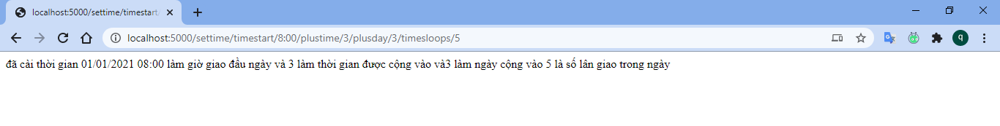 localhost:5000/settime/timestart/
localhost:5000/settime/timestart/8:00/plustime/3/plusday/3/timesloops/5
q
đã cài thời gian 01/01/2021 08:00 làm giờ giao đầu ngày và 3 làm thời gian được cộng vào và3 làm ngày cộng vào 5 là số lân giao trong ngày